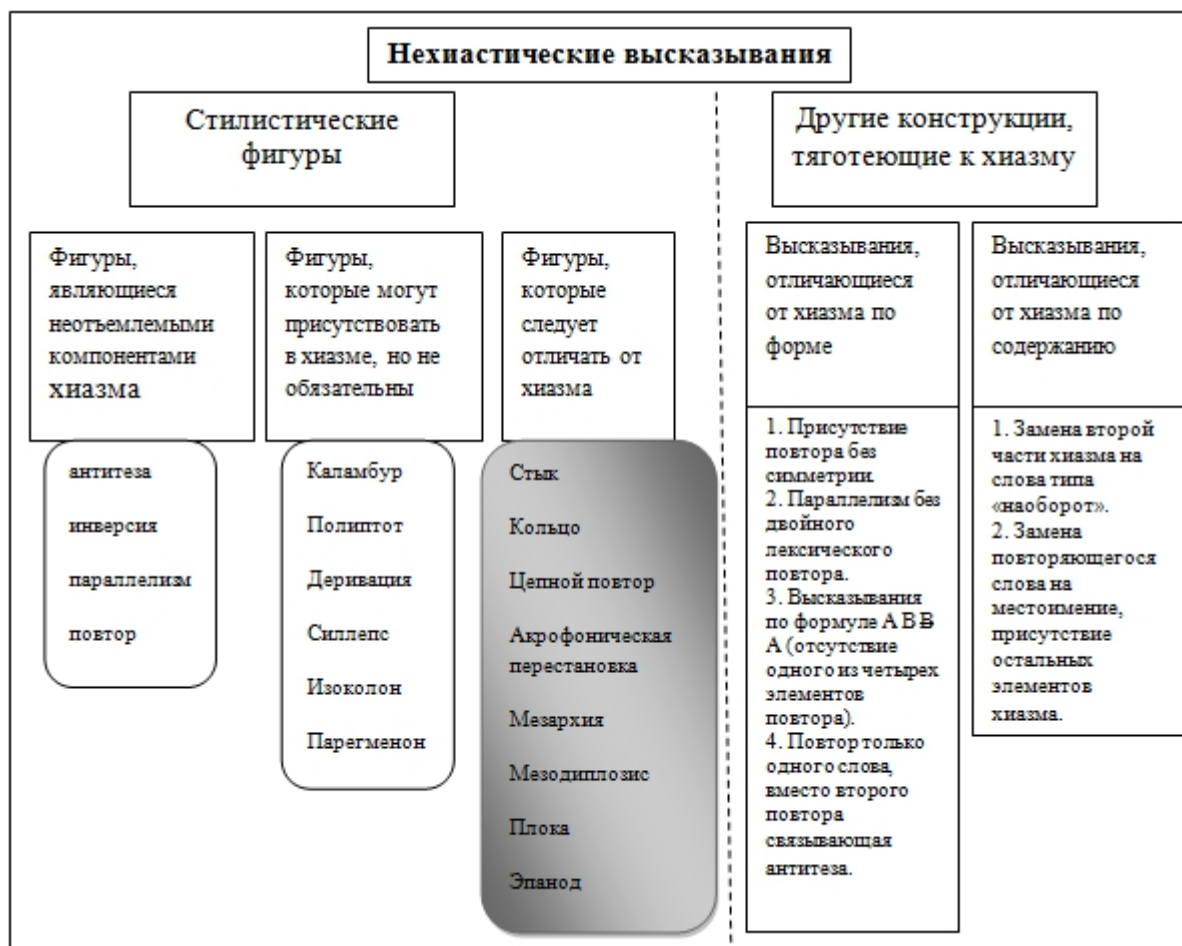 Нехиастические высказывания
Стилистические
фигуры
Другие конструкции,
тяготеющие к хиазму
Фигуры,
являющиеся
неотъемлемыми
компонентами
хиазма
Фигуры,
которые могут
присутствовать
в хиазме, но не
обязательны
Фигуры,
которые
следует
отличать от
хиазма
Высказывания,
отличающиеся
от хиазма по
форме
Высказывания,
отличающиеся
от хиазма по
содержанию
антитеза
инверсия
параллелизм
повтор
Каламбур
Полиптот
Деривация
Силлепс
Изоколон
Парегменон
Стык
Кольцо
Цепной повтор
Акрофоническая
перестановка
Мезархия
Мезодиплозис
Плока
Эпанод
1. Присутствие
повтора без
симметрии.
2. Параллелизм без
двойного
лексического
повтора.
3. Высказывания
по формуле А В В
А (отсутствие
одного из четырех
элементов
повтора).
4. Повтор только
одного слова,
вместо второго
повтора
связывающая
антитеза.
1. Замена второй
части хиазма на
слова типа
«наоборот».
2. Замена
повторяющегося
слова на
местоимение,
присутствие
остальных
элементов
хиазма.